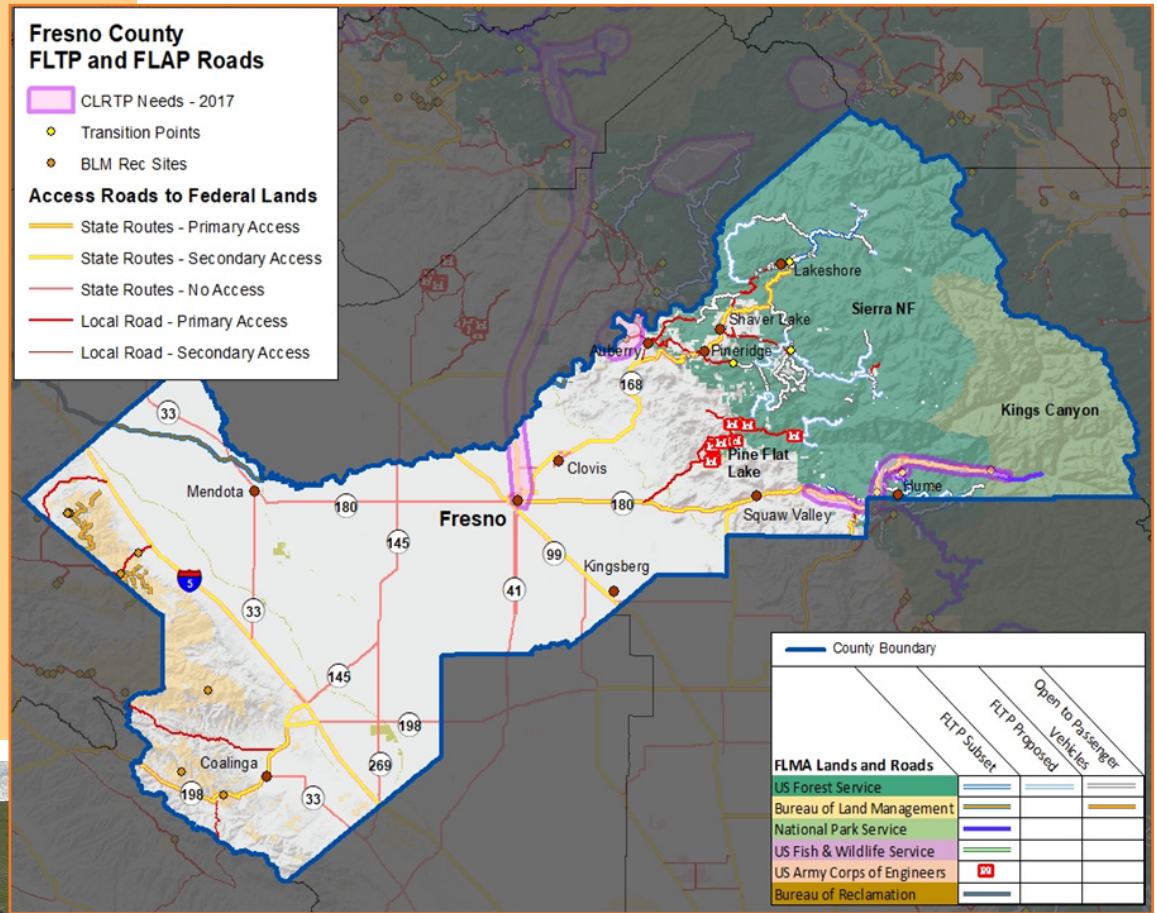 Fresno County
FLTP and FLAP Roads
CLRTP Needs - 2017
Transition Points
BLM Rec Sites
Access Roads to Federal Lands
State Routes - Primary Access
State Routes - Secondary Access
State Routes - No Access
Local Road - Primary Access
Local Road - Secondary Access
Lakeshore
Sierra NF
Shaver Lake
Auberry
Pineridge
168
Kings Canyon
33
Clovis
Pine Flat
Lake
Mendota
Hume
180
180
Squaw Valley
Fresno
145
99
Kingsberg
5
41
33
145
198
Coalinga
269
198
33
County Boundary
FLTP Subset
FLTP Proposed
Open to Passenger
Vehicles
FLMA Lands and Roads
US Forest Service
Bureau of Land Management
National Park Service
US Fish & Wildlife Service
US Army Corps of Engineers
Bureau of Reclamation